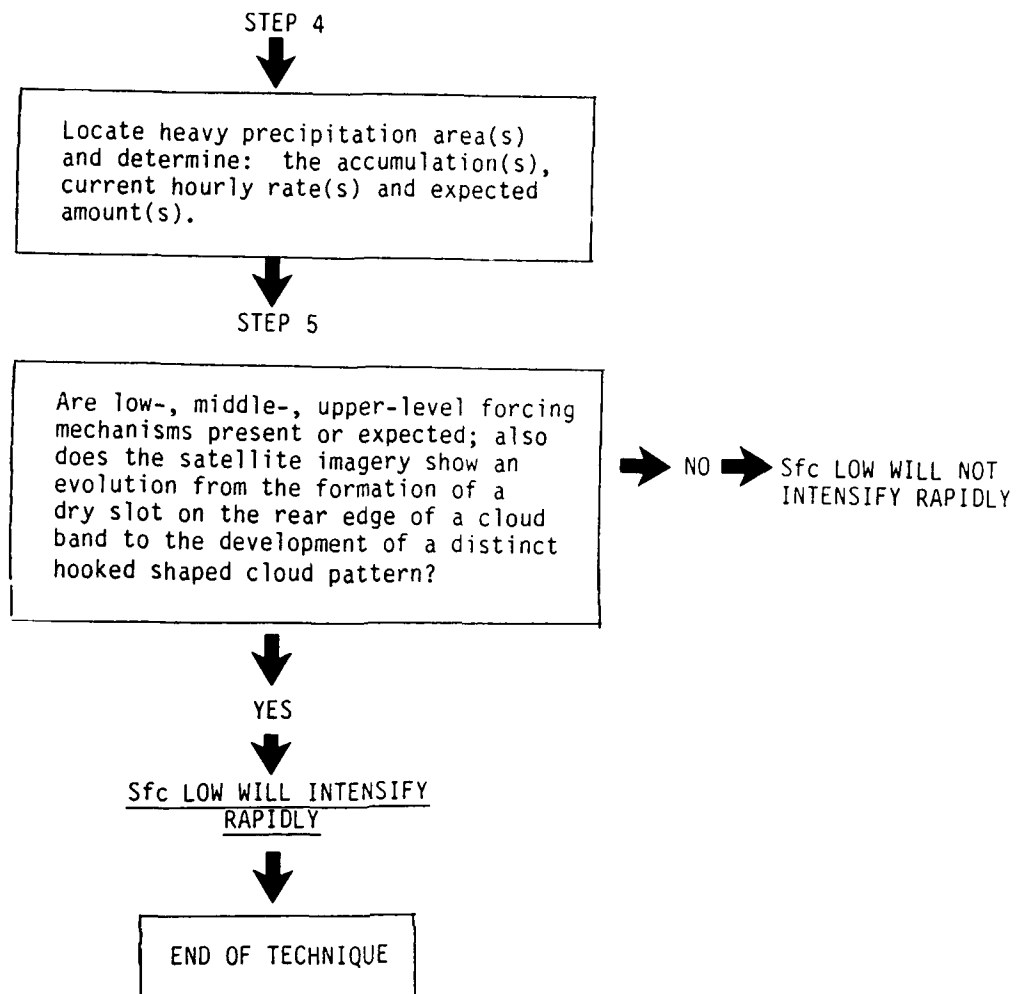 STEP 4
Locate heavy precipitation area(s)
and determine: the accumulation(s),
current hourly rate(s) and expected
amount(s).
STEP 5
Are low-, middle-, upper-level forcing
mechanisms present or expected; also
does the satellite imagery show an
evolution from the formation of a
dry slot on the rear edge of a cloud
band to the development of a distinct
hooked shaped cloud pattern?
NO
Sfc LOW WILL NOT
INTENSIFY RAPIDLY
YES
Sfc LOW WILL INTENSIFY
RAPIDLY
END OF TECHNIQUE